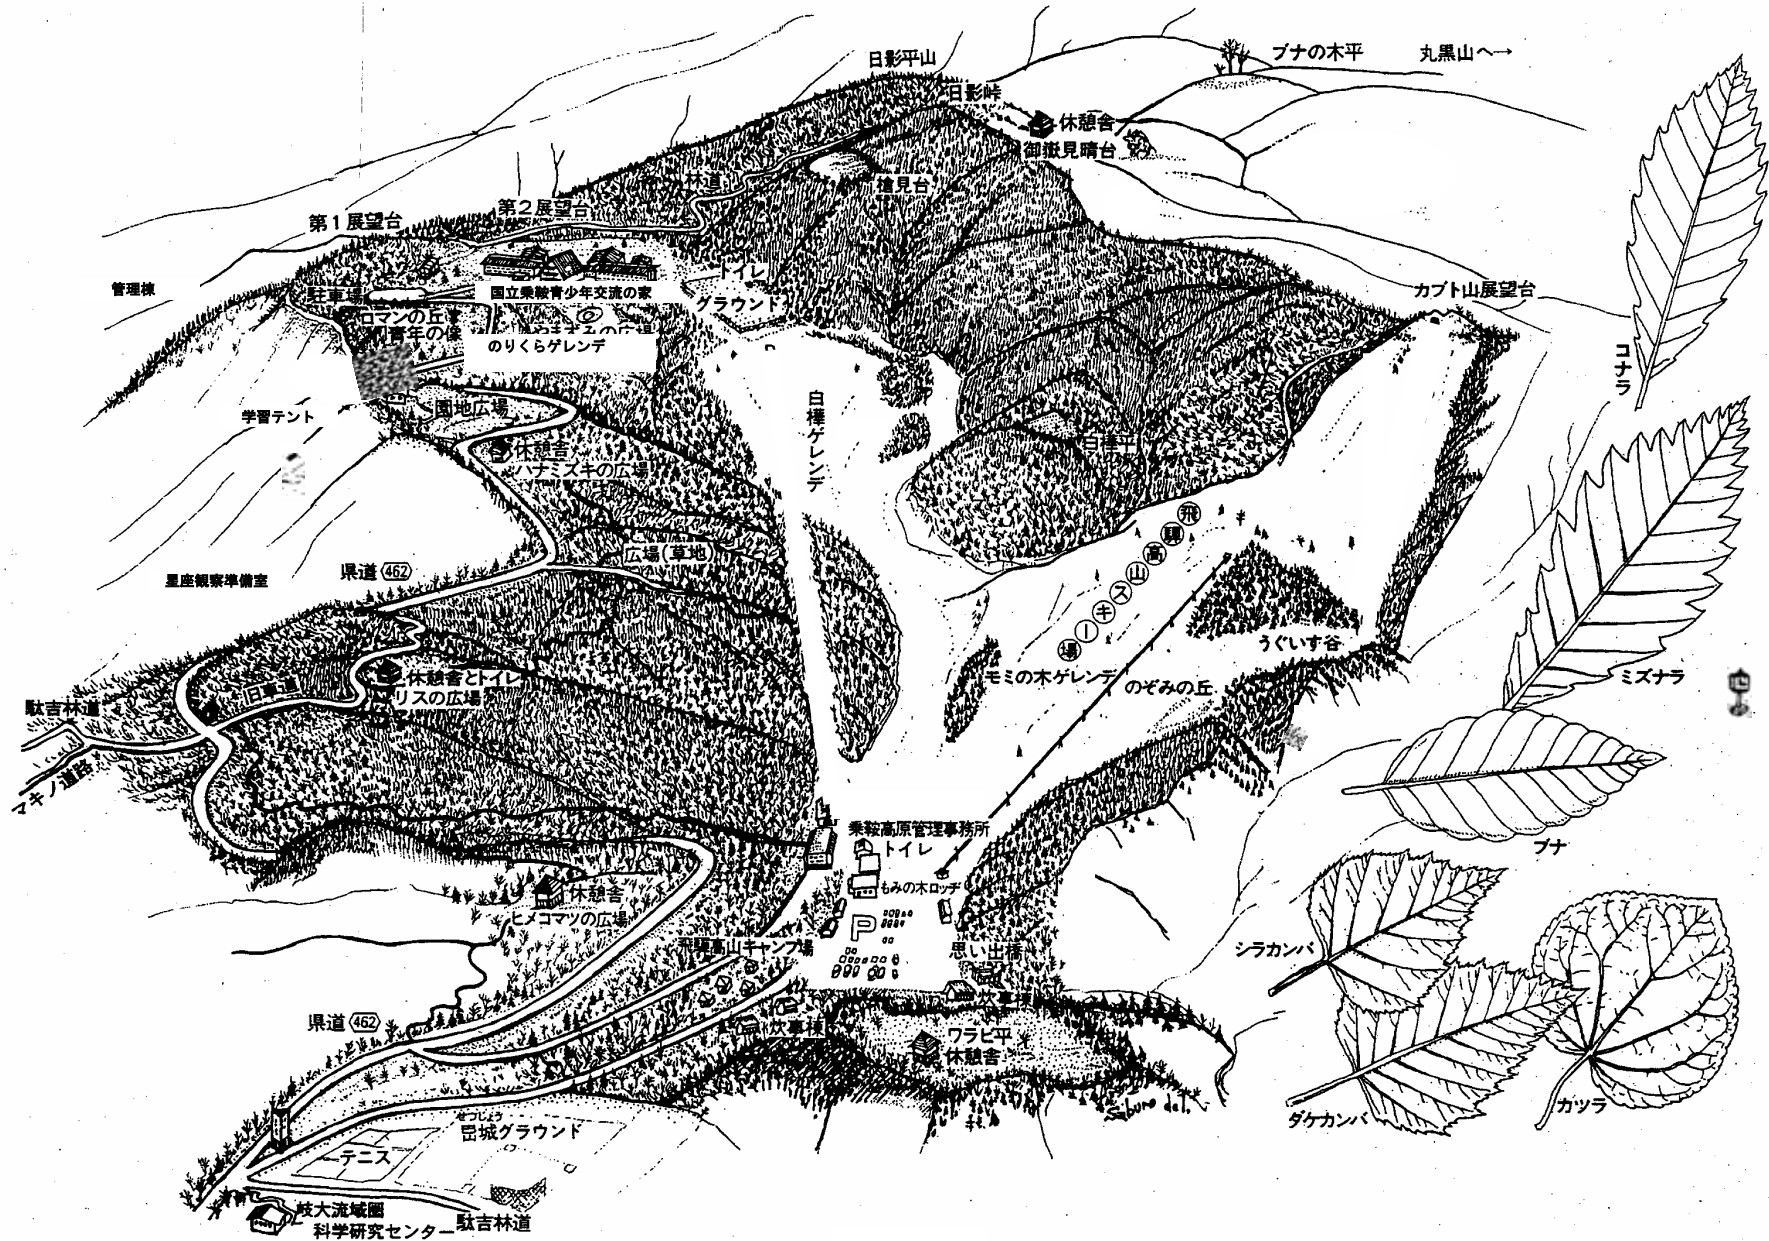 日影平山
ブナの木平
丸黒山へ→
日影峠
休憩舎
御嶽見晴台
林道
槍見台
第2展望台
第1展望台
管理棟
駐車場
国立乗鞍青少年交流の家
トイレ
グラウンド
カブト山展望台
ロマンの丘
青年の
のりくらゲレンデ
コナラ
白樺ゲレンデ
学習テント
園地広場
白樺平
休憩舎
ハナミズキの広場
飛騨高山スキー場
広場(草地)
県道462
星座観察準備室
うぐいす谷
モミの木ゲレンデ
のぞみの丘
ミズナラ
休憩舎とトイレ
リスの広場
旧車道
駄吉林道
マキノ道路
乗鞍高原管理事務所
トイレ
もみの木ロッヂ
ブナ
休憩舎
ヒメコマツの広場
P
飛騨高山キャンプ場
思い出橋
シラカンバ
炊事棟
県道462
炊事棟
ワラビ平
休憩舎
Saburo del.
ダケカンバ
カツラ
グラウンド
テニス
岐大流域圏
科学研究センター
駄吉林道